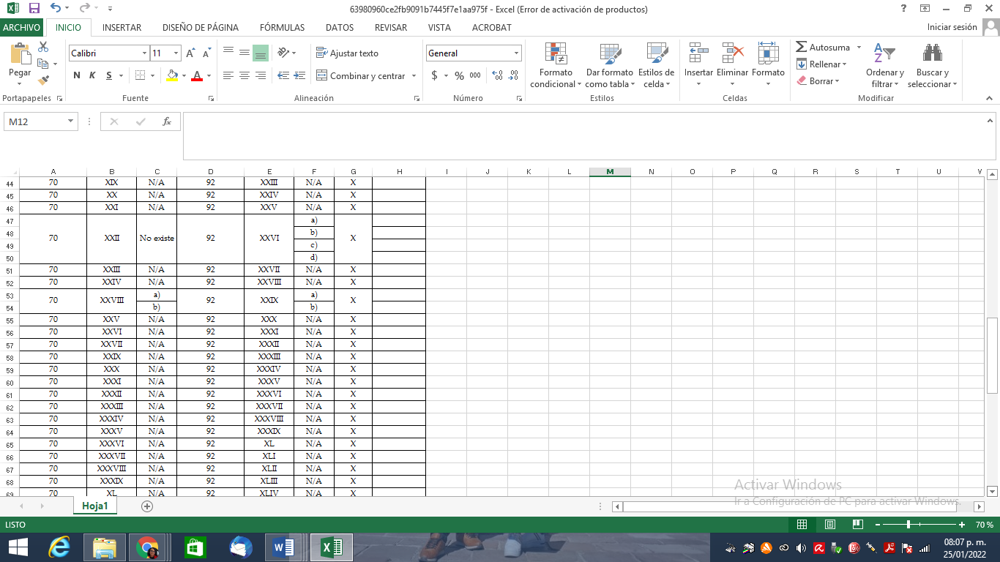 63980960ce2fb9091b7445f7e1aa975f - Excel (Error de activación de productos)
ARCHIVO INICIO INSERTAR DISEÑO DE PÁGINA FÓRMULAS DATOS REVISAR VISTA ACROBAT Iniciar sesión
Pegar
Calibri 11
N K S A
Ajustar texto
Combinar y centrar
General
$ % 000
Formato condicional
Dar formato como tabla
Estilos de celda
Insertar Eliminar Formato
Autosuma
Rellenar
Borrar
Ordenar y filtrar
Buscar y seleccionar
Portapapeles Fuente Alineación Número Estilos Celdas Modificar
M12 fx
A B C D E F G H I J K L M N O P Q R S T U V
44 70 XIX N/A 92 XXIII N/A X
45 70 XX N/A 92 XXIV N/A X
46 70 XXI N/A 92 XXV N/A X
47 a)
48 b)
70 XXII No existe 92 XXVI X
49 c)
50 d)
51 70 XXIII N/A 92 XXVII N/A X
52 70 XXIV N/A 92 XXVIII N/A X
53 a) a)
70 XXVIII 92 XXIX X
54 b) b)
55 70 XXV N/A 92 XXX N/A X
56 70 XXVI N/A 92 XXXI N/A X
57 70 XXVII N/A 92 XXXII N/A X
58 70 XXIX N/A 92 XXXIII N/A X
59 70 XXX N/A 92 XXXIV N/A X
60 70 XXXI N/A 92 XXXV N/A X
61 70 XXXII N/A 92 XXXVI N/A X
62 70 XXXIII N/A 92 XXXVII N/A X
63 70 XXXIV N/A 92 XXXVIII N/A X
64 70 XXXV N/A 92 XXXIX N/A X
65 70 XXXVI N/A 92 XL N/A X
66 70 XXXVII N/A 92 XLI N/A X
67 70 XXXVIII N/A 92 XLII N/A X
68 70 XXXIX N/A 92 XLIII N/A X
69 70 XL N/A 92 XLIV N/A X
Activar Windows
Ir a Configuración de PC para activar Windows.
Hoja1
LISTO 70 %
08:07 p. m.
25/01/2022